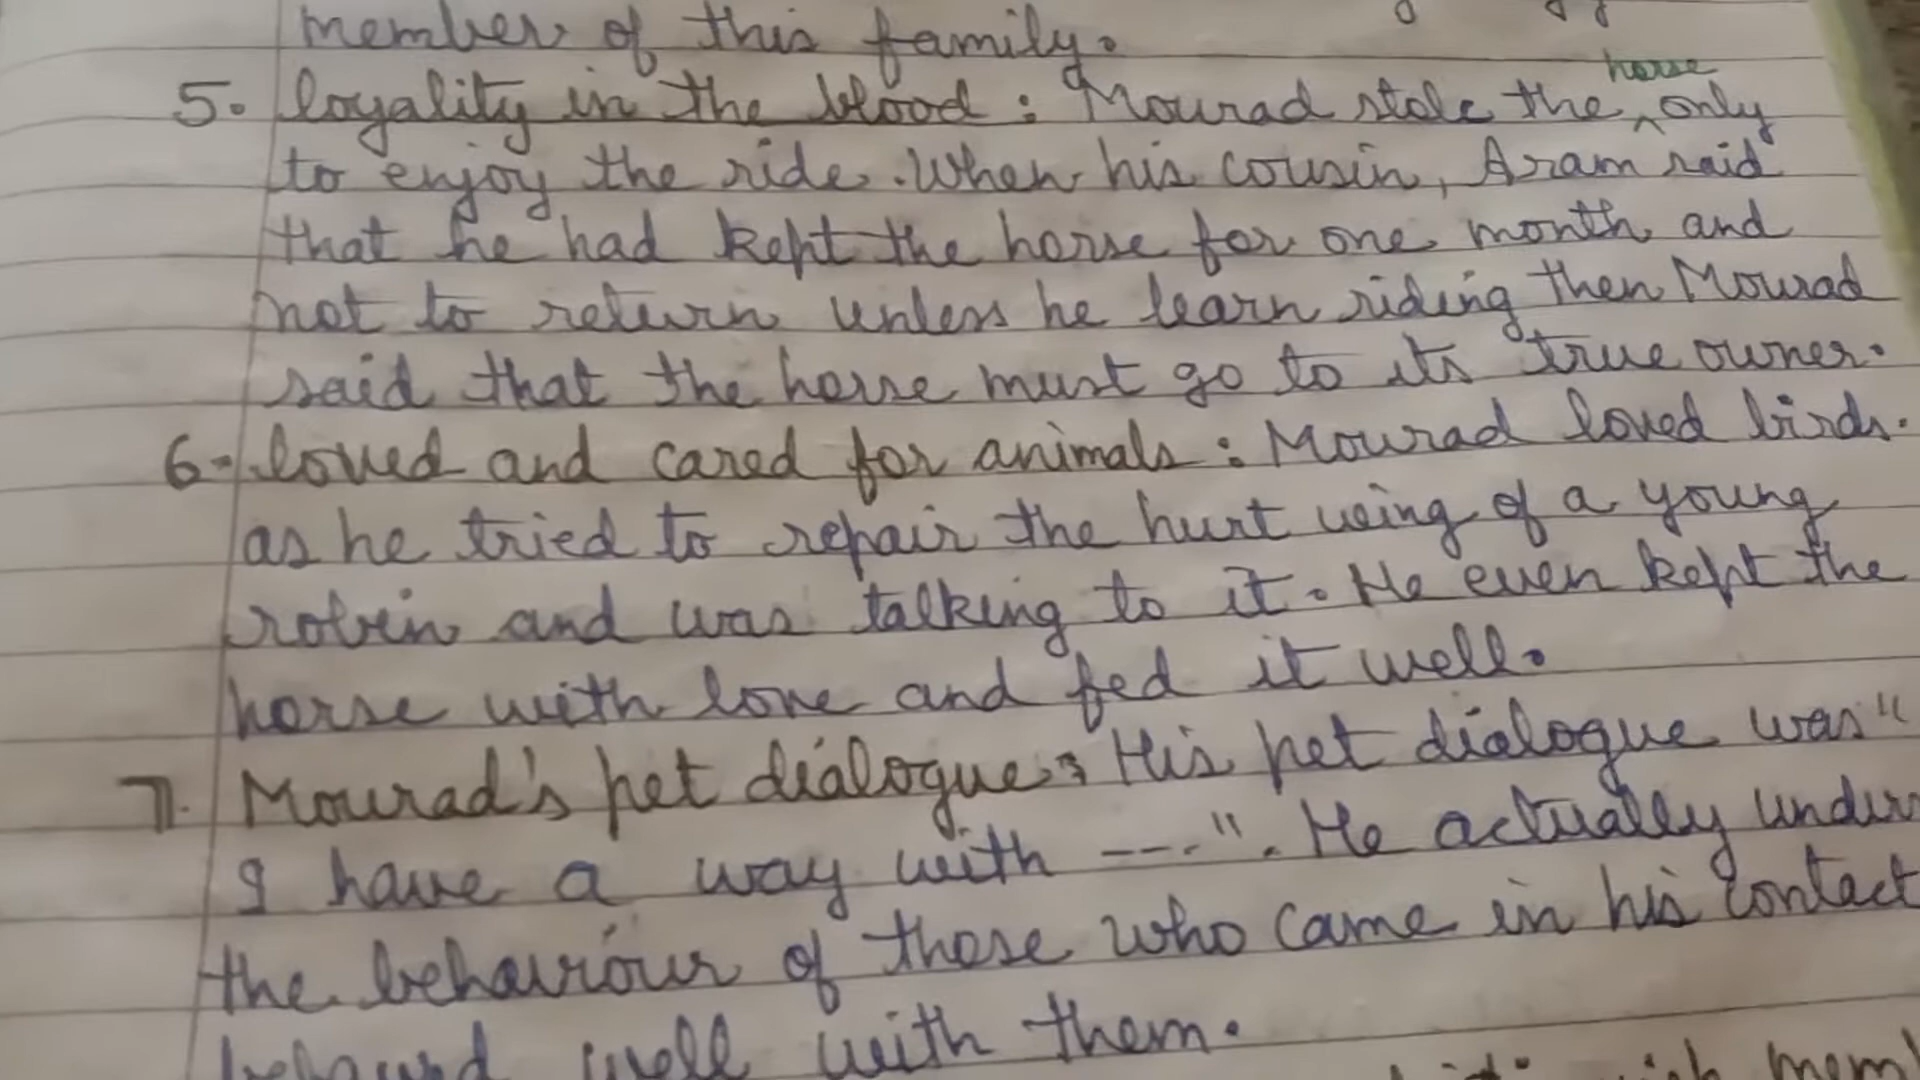 member of this family.
5. loyality in the blood : Mourad stole the ^ horse only
to enjoy the ride. When his cousin, Aram said
that he had kept the horse for one month and
not to return unless he learn riding then Mourad
said that the horse must go to its true owner.
6. loved and cared for animals : Mourad loved birds.
as he tried to repair the hurt wing of a young
robin and was talking to it. He even kept the
horse with love and fed it well.
7. Mourad's pet dialogue : His pet dialogue was "
I have a way with ---.". He actually under
the behaviour of those who came in his contact
behaved well with them.